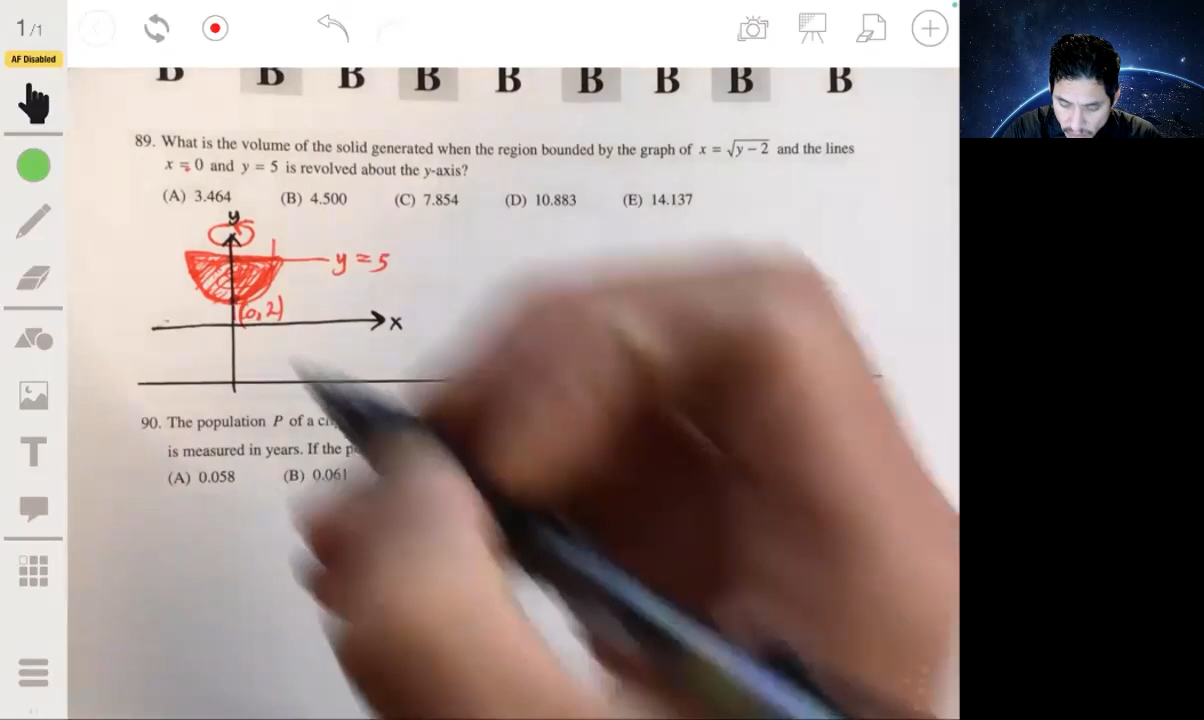 1/1
AF Disabled
B B B B B B B B B
89. What is the volume of the solid generated when the region bounded by the graph of x = √y − 2 and the lines
x = 0 and y = 5 is revolved about the y-axis?
(A) 3.464 (B) 4.500 (C) 7.854 (D) 10.883 (E) 14.137
y
y = 5
(0, 2)
x
90. The population P of a
is measured in years. If the
(A) 0.058 (B) 0.061
T